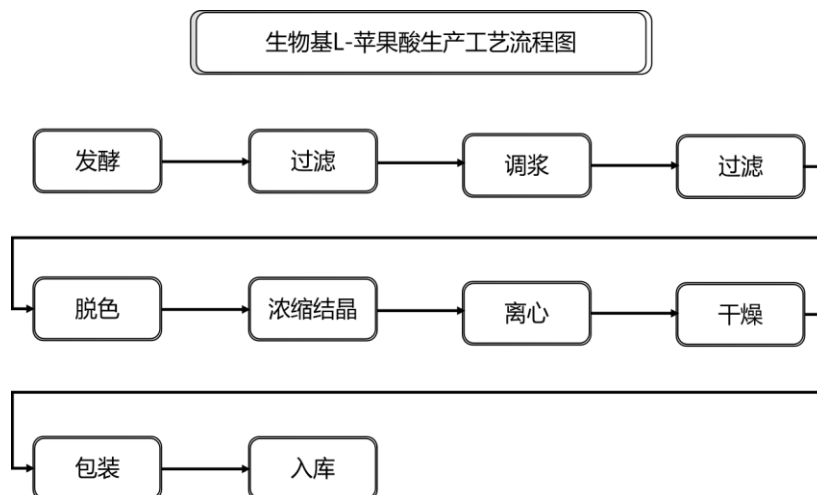 生物基L-苹果酸生产工艺流程图
发酵
过滤
调浆
过滤
脱色
浓缩结晶
离心
干燥
包装
入库